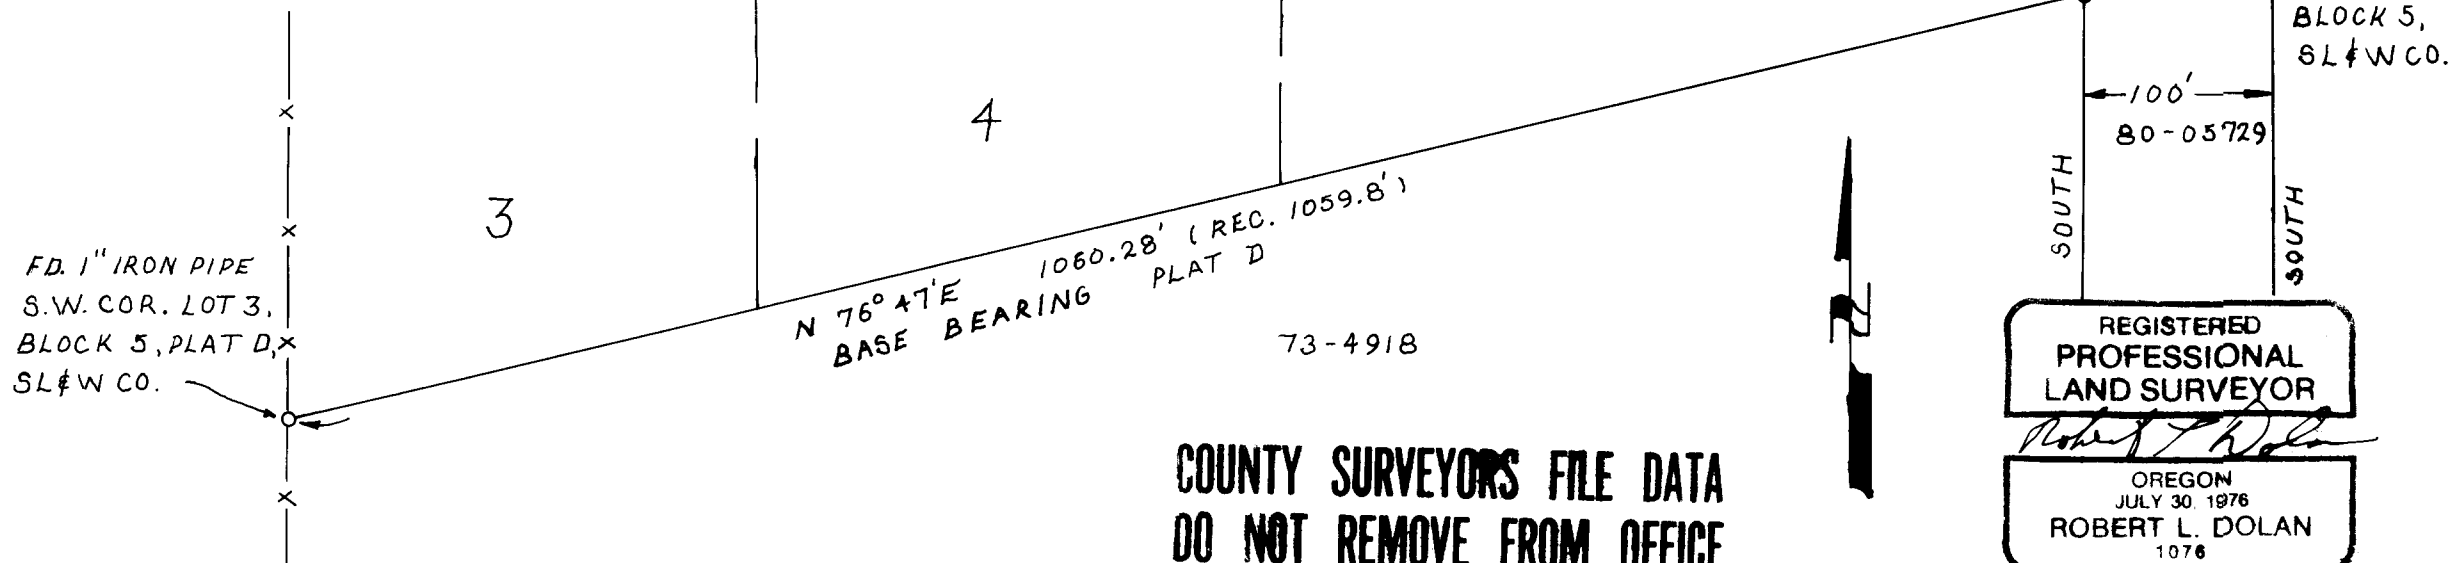 BLOCK 5,
SL&W CO.
100'
80-05729
4
3
SOUTH
SOUTH
FD. 1" IRON PIPE
S.W. COR. LOT 3,
BLOCK 5, PLAT D,
SL&W CO.
N 76° 47' E 1060.28' (REC. 1059.8')
BASE BEARING PLAT D
73-4918
N
REGISTERED
PROFESSIONAL
LAND SURVEYOR
Robert L Dolan
OREGON
JULY 30, 1976
ROBERT L. DOLAN
1076
COUNTY SURVEYORS FILE DATA
DO NOT REMOVE FROM OFFICE